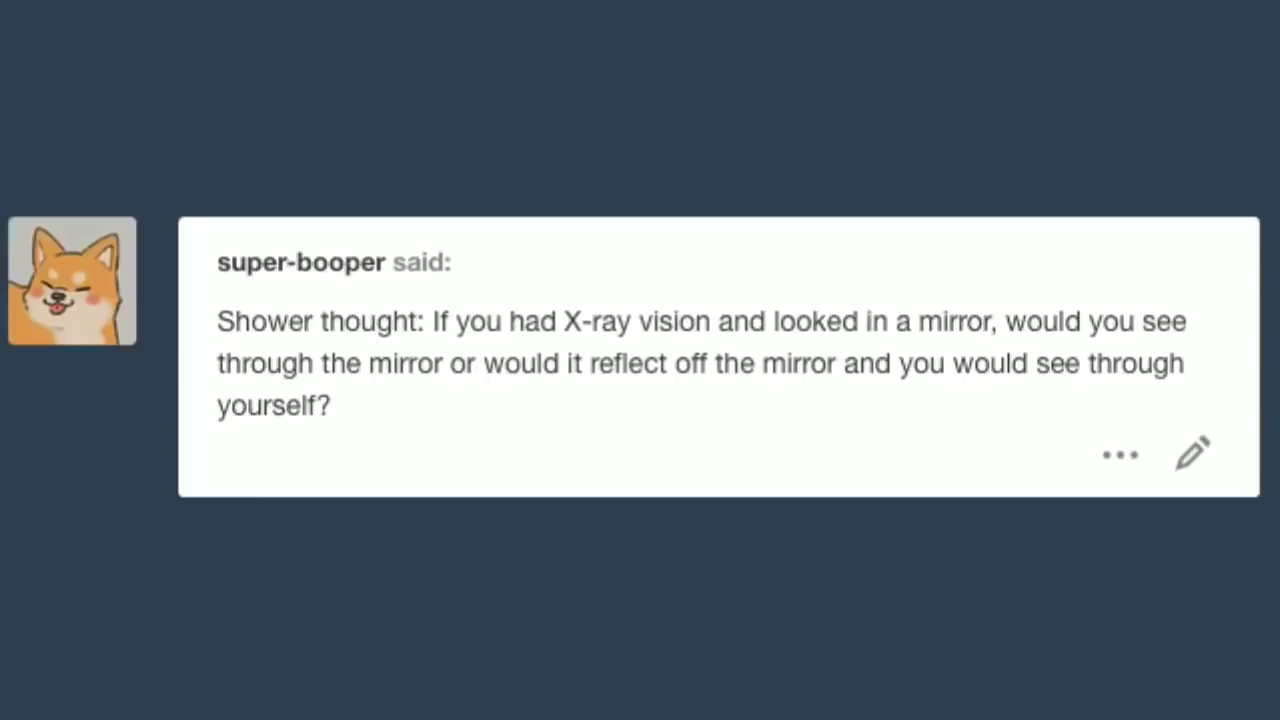 super-booper said:
Shower thought: If you had X-ray vision and looked in a mirror, would you see
through the mirror or would it reflect off the mirror and you would see through
yourself?